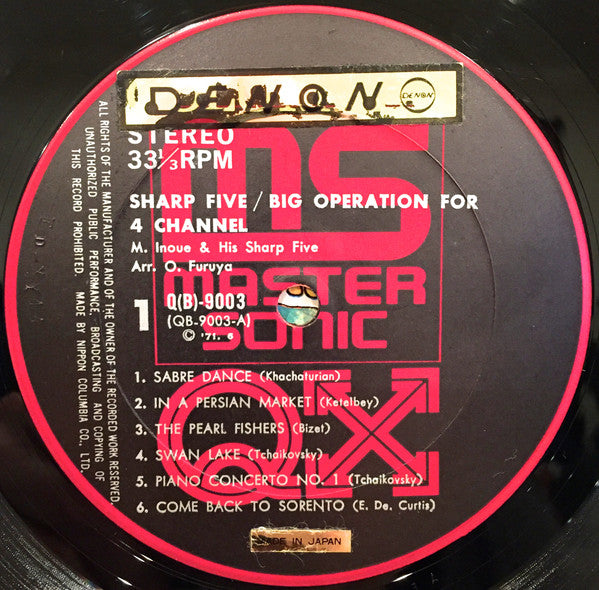 DENON
DENON
STEREO
33⅓ RPM
MS
MASTER
SONIC
QX
SHARP FIVE / BIG OPERATION FOR
4 CHANNEL
M. Inoue & His Sharp Five
Arr. O. Furuya
1
Q(B)-9003
(QB-9003-A)
© '71. 6
1. SABRE DANCE (Khachaturian)
2. IN A PERSIAN MARKET (Ketelbey)
3. THE PEARL FISHERS (Bizet)
4. SWAN LAKE (Tchaikovsky)
5. PIANO CONCERTO NO. 1 (Tchaikovsky)
6. COME BACK TO SORENTO (E. De. Curtis)
MADE IN JAPAN
ALL RIGHTS OF THE MANUFACTURER AND OF THE OWNER OF THE RECORDED WORK RESERVED.
UNAUTHORIZED PUBLIC PERFORMANCE, BROADCASTING AND COPYING OF
THIS RECORD PROHIBITED. MADE BY NIPPON COLUMBIA CO., LTD.